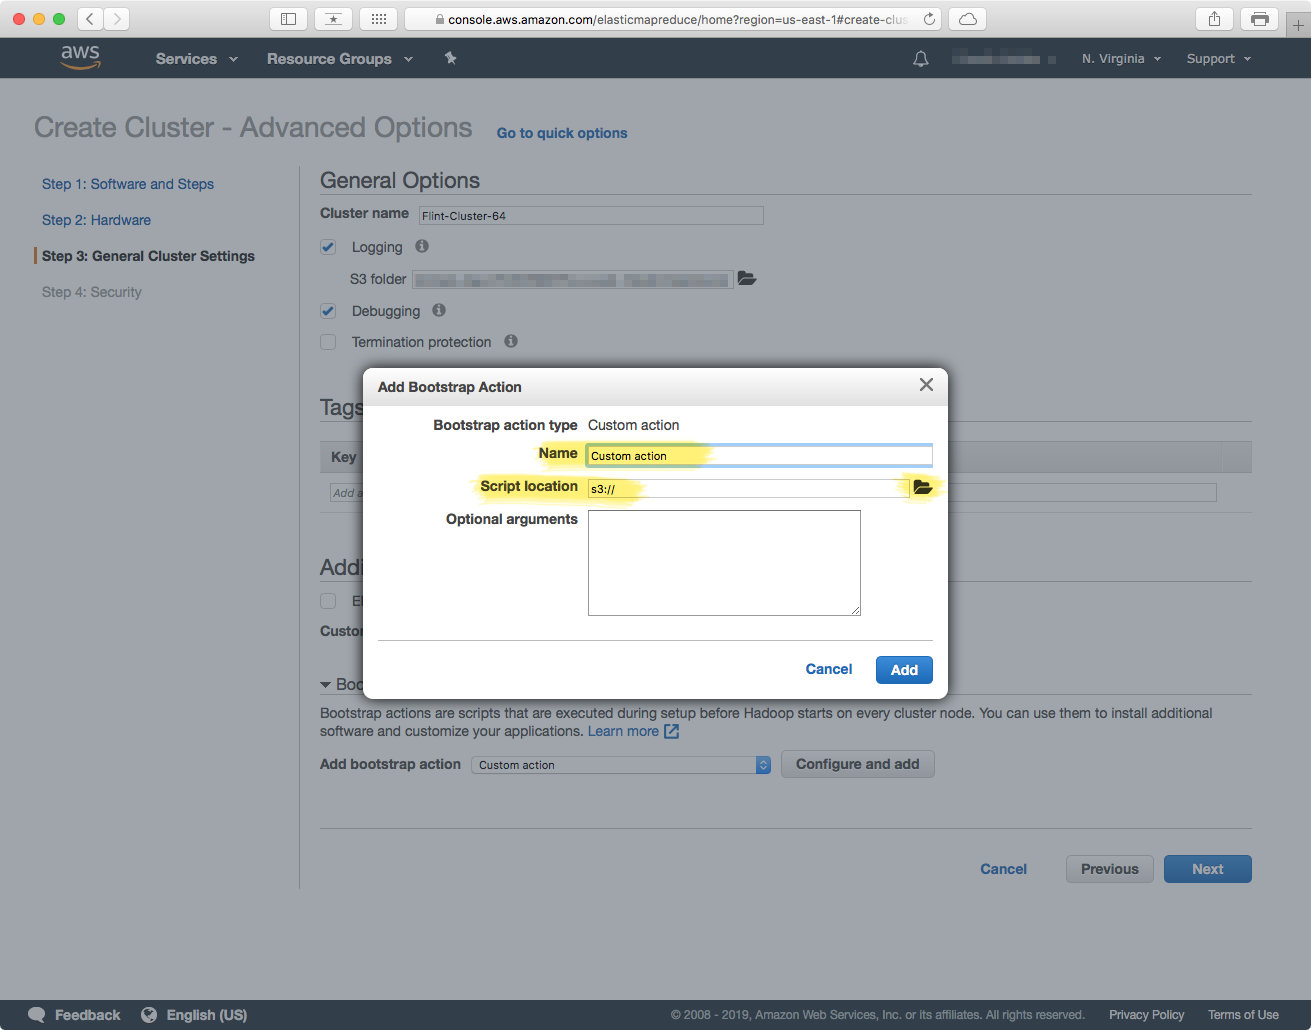 console.aws.amazon.com/elasticmapreduce/home?region=us-east-1#create-clus
aws
Services
Resource Groups
N. Virginia
Support
Create Cluster - Advanced Options
Go to quick options
Step 1: Software and Steps
Step 2: Hardware
Step 3: General Cluster Settings
Step 4: Security
General Options
Cluster name
Flint-Cluster-64
Logging
S3 folder
Debugging
Termination protection
Tags
Key
Add a
Add Bootstrap Action
Bootstrap action type Custom action
Name Custom action
Script location s3://
Optional arguments
Cancel
Add
Addi
Custo
Boo
Bootstrap actions are scripts that are executed during setup before Hadoop starts on every cluster node. You can use them to install additional
software and customize your applications. Learn more
Add bootstrap action Custom action Configure and add
Cancel Previous Next
Feedback English (US) © 2008 - 2019, Amazon Web Services, Inc. or its affiliates. All rights reserved. Privacy Policy Terms of Use